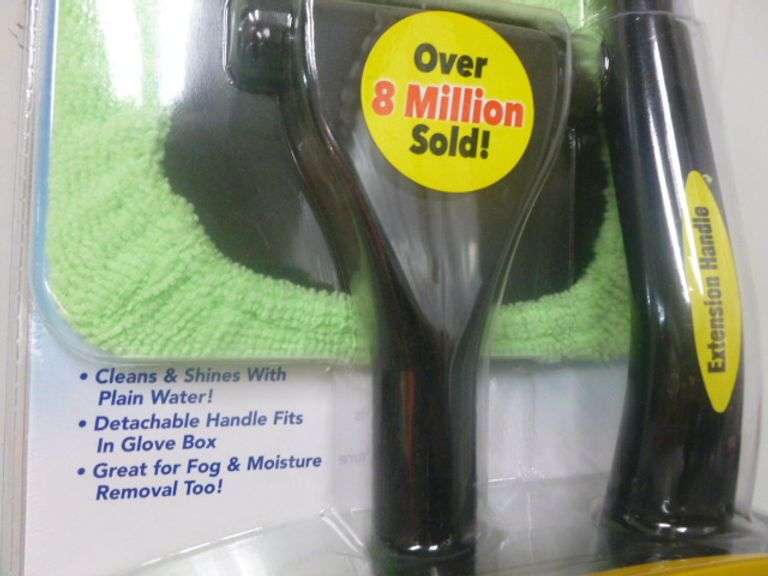 Over
8 Million
Sold!
Extension Handle
• Cleans & Shines With
Plain Water!
• Detachable Handle Fits
In Glove Box
• Great for Fog & Moisture
Removal Too!